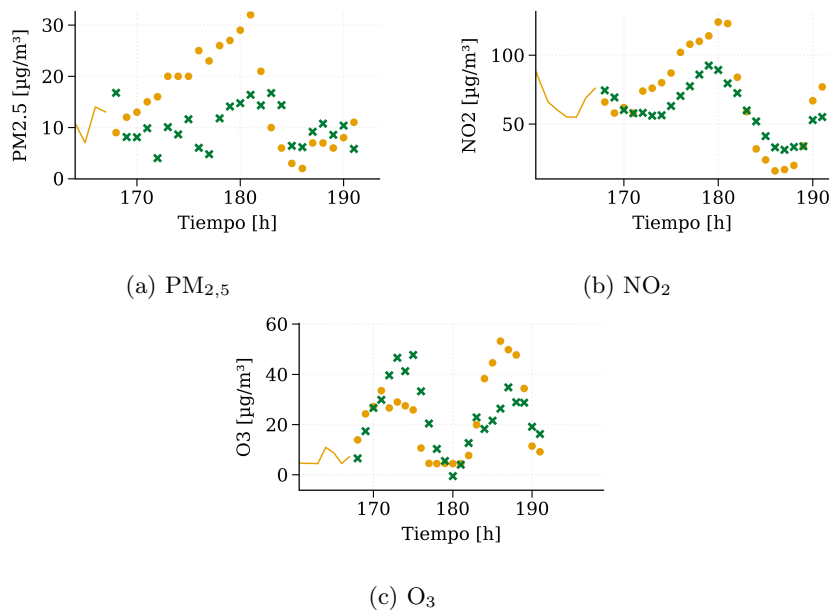 PM2.5 [µg/m³]
30
20
10
0
170
180
190
Tiempo [h]
(a) PM2,5
NO2 [µg/m³]
100
50
170
180
190
Tiempo [h]
(b) NO2
O3 [µg/m³]
60
40
20
0
170
180
190
Tiempo [h]
(c) O3